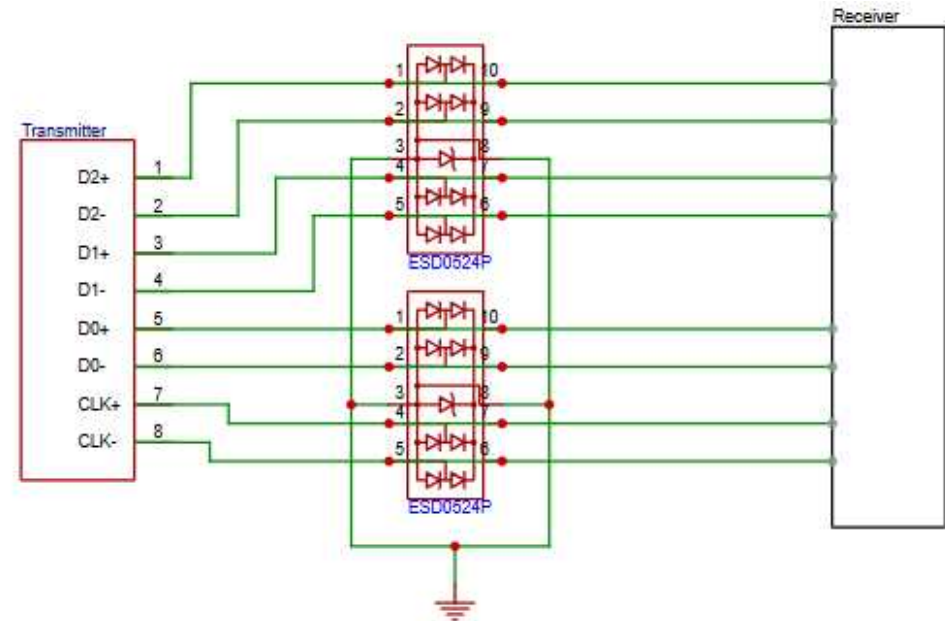 Receiver
Transmitter
D2+ 1
D2- 2
D1+ 3
D1- 4
D0+ 5
D0- 6
CLK+ 7
CLK- 8
1 10
2 9
3 8
4 7
5 6
ESD0524P
1 10
2 9
3 8
4 7
5 6
ESD0524P